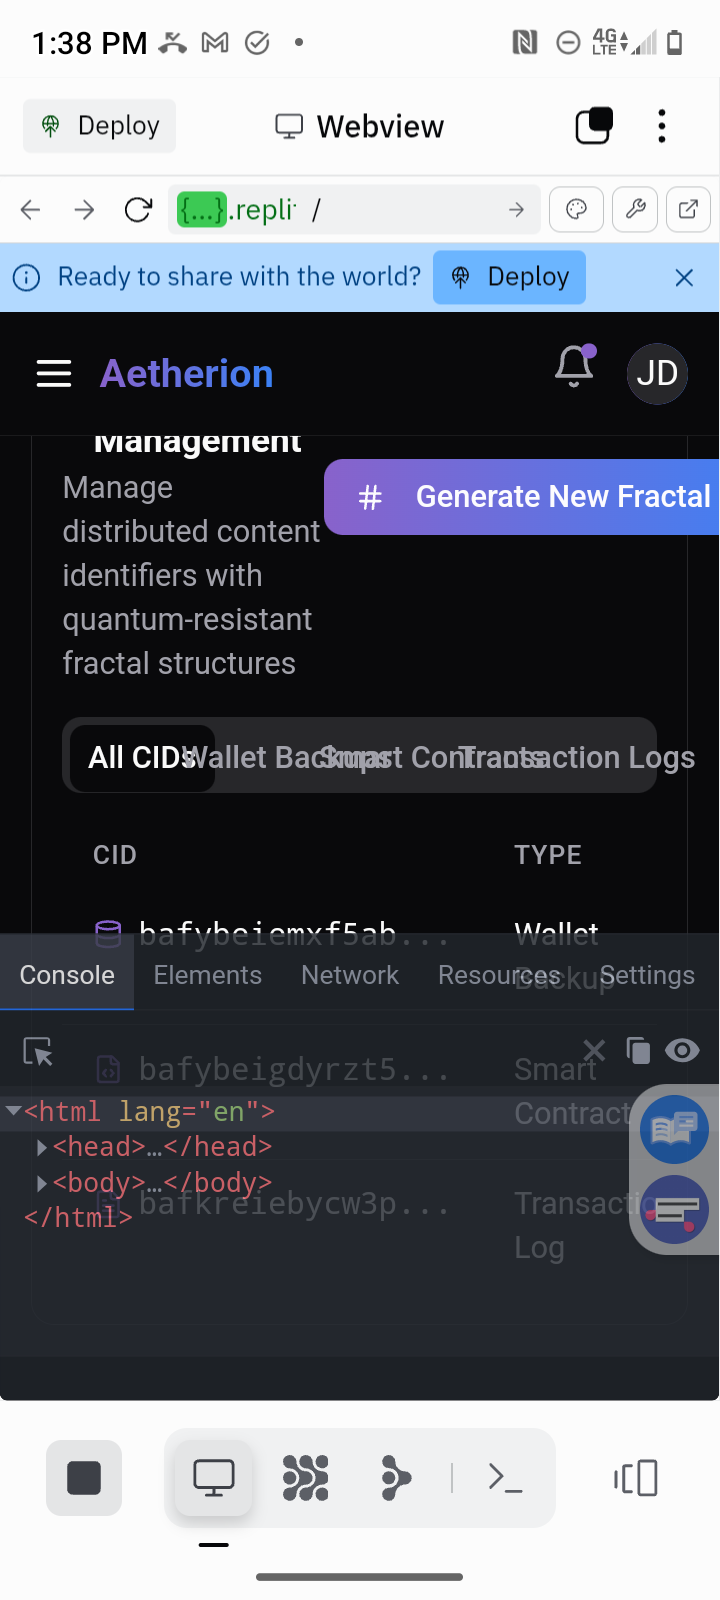 1:38 PM
4G
LTE
Deploy
Webview
{...}.repli /
Ready to share with the world?
Deploy
Aetherion
JD
Management
Manage
distributed content
identifiers with
quantum-resistant
fractal structures
# Generate New Fractal
All CIDs Wallet Backups Smart Contracts Transaction Logs
CID TYPE
bafybeiemxf5ab... Wallet
Backup
Console Elements Network Resources Settings
bafybeigdyrzt5... Smart
Contract
<html lang="en">
<head>…</head>
<body>…</body>
bafkreiebycw3p...
</html>
Log